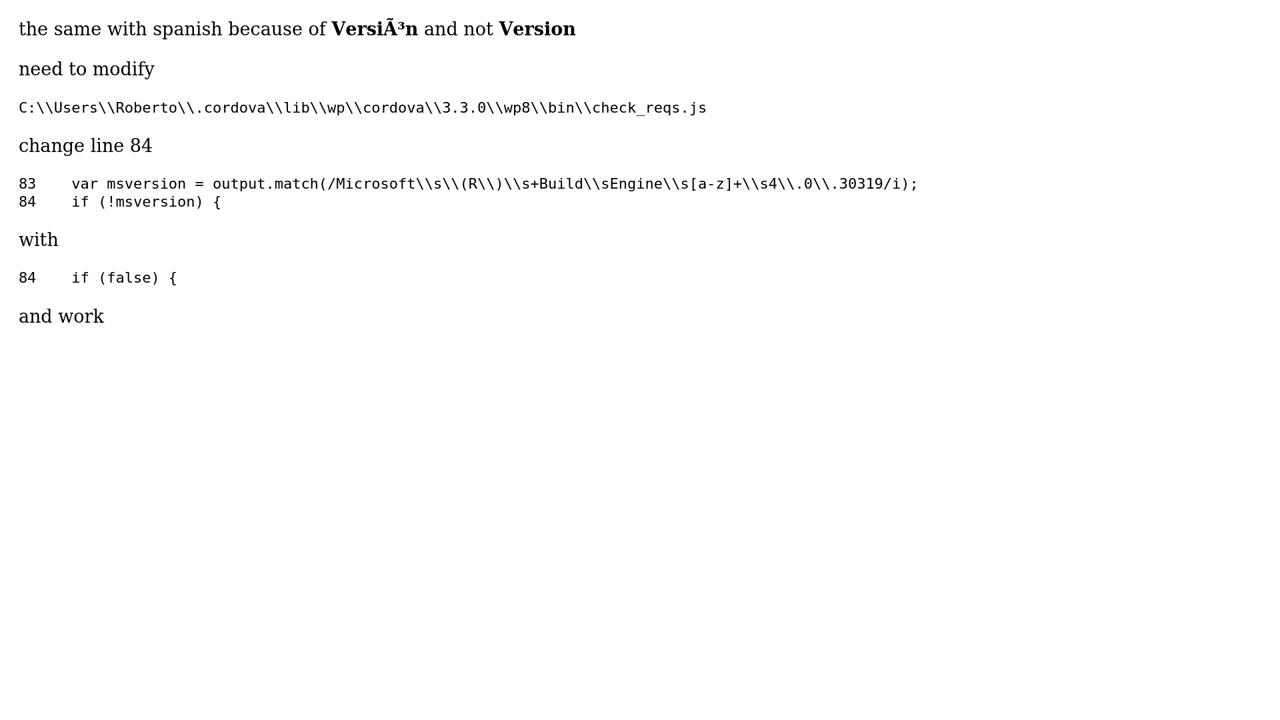 the same with spanish because of VersiÃ³n and not Version
need to modify
C:\\Users\\Roberto\\.cordova\\lib\\wp\\cordova\\3.3.0\\wp8\\bin\\check_reqs.js
change line 84
83    var msversion = output.match(/Microsoft\\s\\(R\\)\\s+Build\\sEngine\\s[a-z]+\\s4\\.0\\.30319/i);
84    if (!msversion) {
with
84    if (false) {
and work